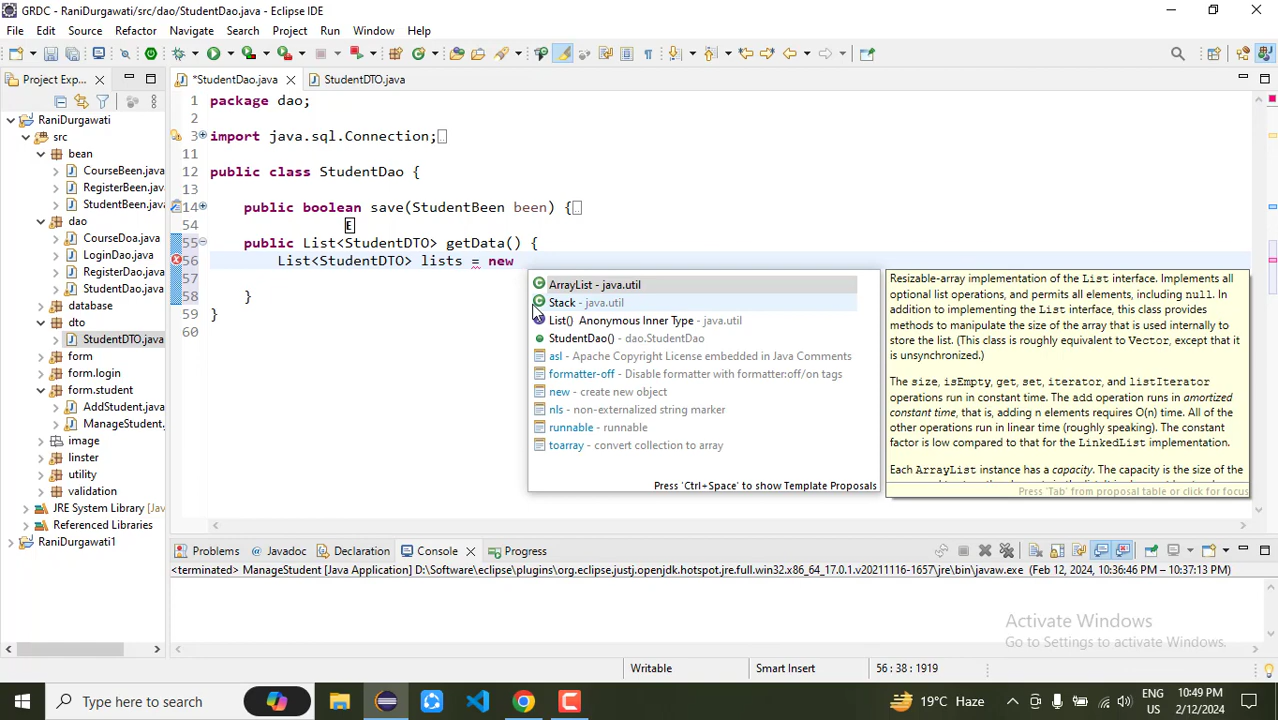 GRDC - RaniDurgawati/src/dao/StudentDao.java - Eclipse IDE
File Edit Source Refactor Navigate Search Project Run Window Help
Project Exp...
*StudentDao.java
StudentDTO.java
RaniDurgawati
src
bean
CourseBeen.java
RegisterBeen.java
StudentBeen.java
dao
CourseDoa.java
LoginDao.java
RegisterDao.java
StudentDao.java
database
dto
StudentDTO.java
form
form.login
form.student
AddStudent.java
ManageStudent.
image
linster
utility
validation
JRE System Library [Jav
Referenced Libraries
RaniDurgawati1
1 package dao;
2
3 import java.sql.Connection;
11
12 public class StudentDao {
13
14 public boolean save(StudentBeen been) {
54
55 public List<StudentDTO> getData() {
56 List<StudentDTO> lists = new
57
58 }
59 }
60
ArrayList - java.util
Stack - java.util
List() Anonymous Inner Type - java.util
StudentDao() - dao.StudentDao
asl - Apache Copyright License embedded in Java Comments
formatter-off - Disable formatter with formatter:off/on tags
new - create new object
nls - non-externalized string marker
runnable - runnable
toarray - convert collection to array
Press 'Ctrl+Space' to show Template Proposals
Resizable-array implementation of the List interface. Implements all
optional list operations, and permits all elements, including null. In
addition to implementing the List interface, this class provides
methods to manipulate the size of the array that is used internally to
store the list. (This class is roughly equivalent to Vector, except that it
is unsynchronized.)
The size, isEmpty, get, set, iterator, and listIterator
operations run in constant time. The add operation runs in amortized
constant time, that is, adding n elements requires O(n) time. All of the
other operations run in linear time (roughly speaking). The constant
factor is low compared to that for the LinkedList implementation.
Each ArrayList instance has a capacity. The capacity is the size of the
Press 'Tab' from proposal table or click for focus
Problems Javadoc Declaration Console Progress
<terminated> ManageStudent [Java Application] D:\Software\eclipse\plugins\org.eclipse.justj.openjdk.hotspot.jre.full.win32.x86_64_17.0.1.v20211116-1657\jre\bin\javaw.exe (Feb 12, 2024, 10:36:46 PM – 10:37:13 PM)
Activate Windows
Go to Settings to activate Windows.
Writable Smart Insert 56 : 38 : 1919
Type here to search
19°C Haze
ENG
US
10:49 PM
2/12/2024